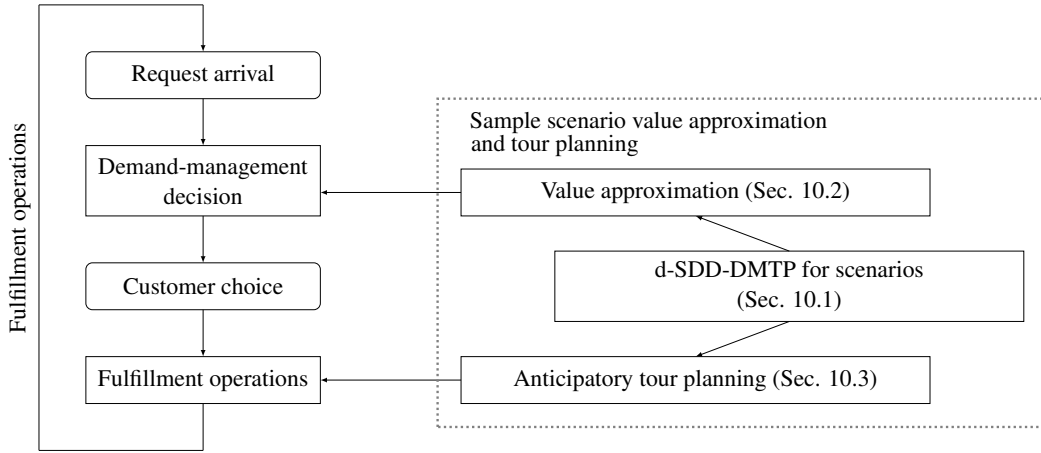 Fulfillment operations
Request arrival
Demand-management
decision
Customer choice
Fulfillment operations
Sample scenario value approximation
and tour planning
Value approximation (Sec. 10.2)
d-SDD-DMTP for scenarios
(Sec. 10.1)
Anticipatory tour planning (Sec. 10.3)